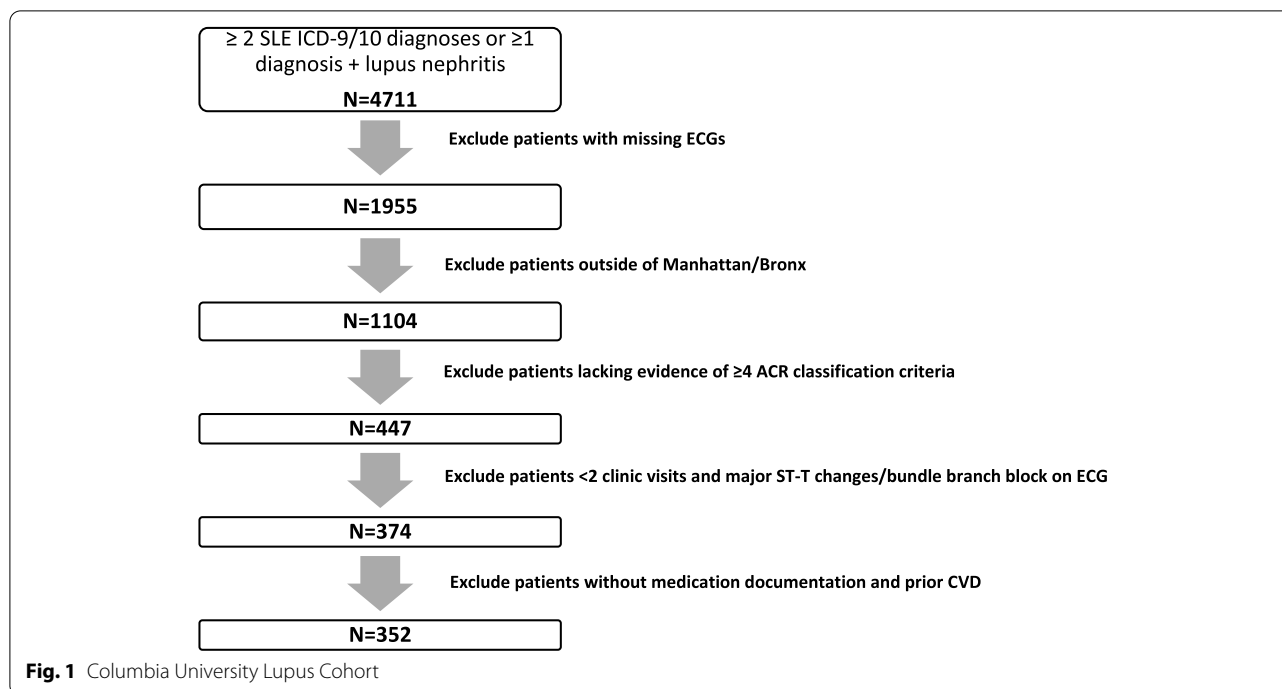 ≥ 2 SLE ICD-9/10 diagnoses or ≥1
diagnosis + lupus nephritis
N=4711
Exclude patients with missing ECGs
N=1955
Exclude patients outside of Manhattan/Bronx
N=1104
Exclude patients lacking evidence of ≥4 ACR classification criteria
N=447
Exclude patients <2 clinic visits and major ST-T changes/bundle branch block on ECG
N=374
Exclude patients without medication documentation and prior CVD
N=352
Fig. 1 Columbia University Lupus Cohort